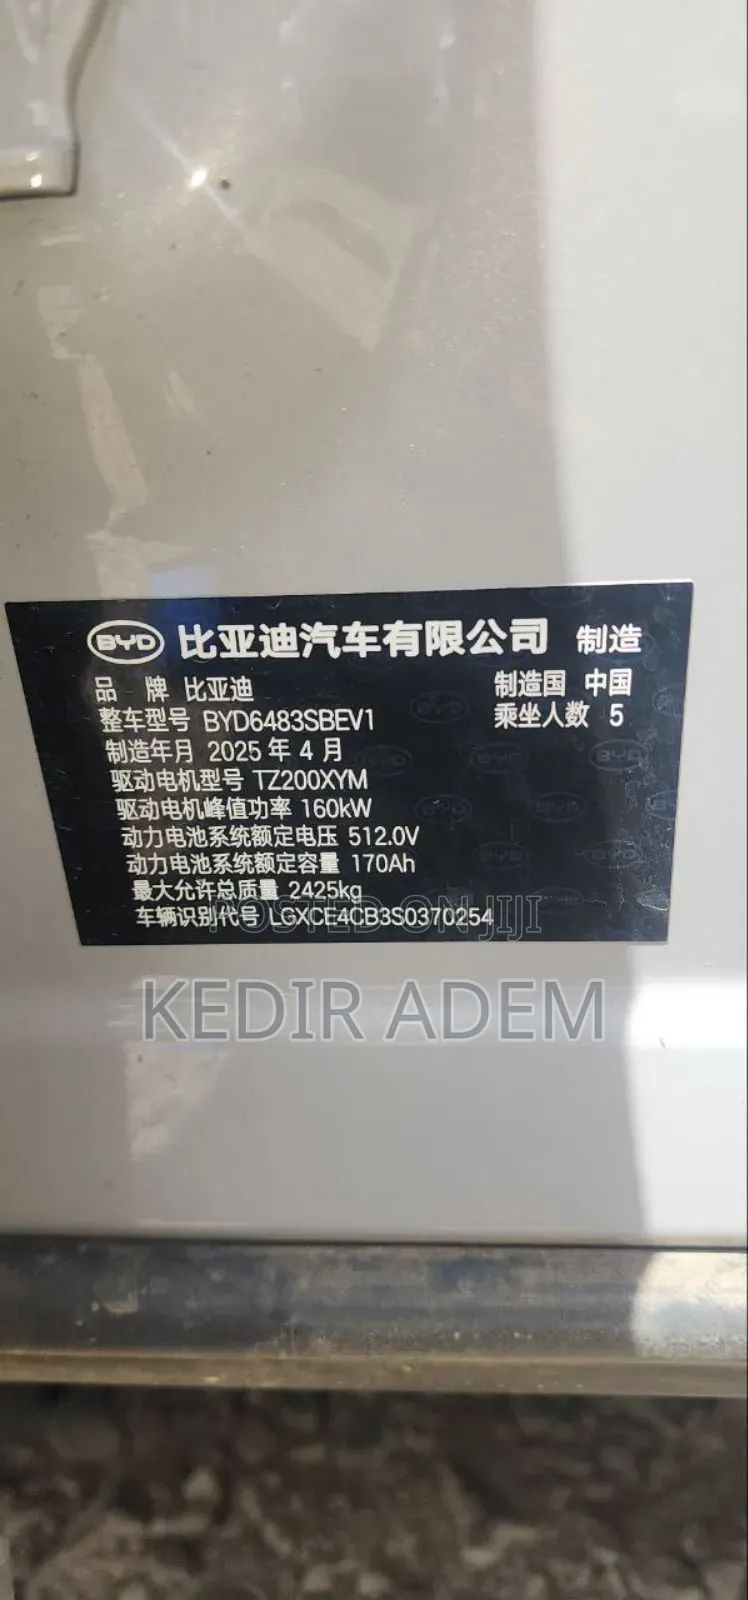 BYD 比亚迪汽车有限公司 制造
品 牌 比亚迪 制造国 中国
整车型号 BYD6483SBEV1 乘坐人数 5
制造年月 2025 年 4 月
驱动电机型号 TZ200XYM
驱动电机峰值功率 160kW
动力电池系统额定电压 512.0V
动力电池系统额定容量 170Ah
最大允许总质量 2425kg
车辆识别代号 LGXCE4CB3S0370254
POSTED ON JIJI
KEDIR ADEM